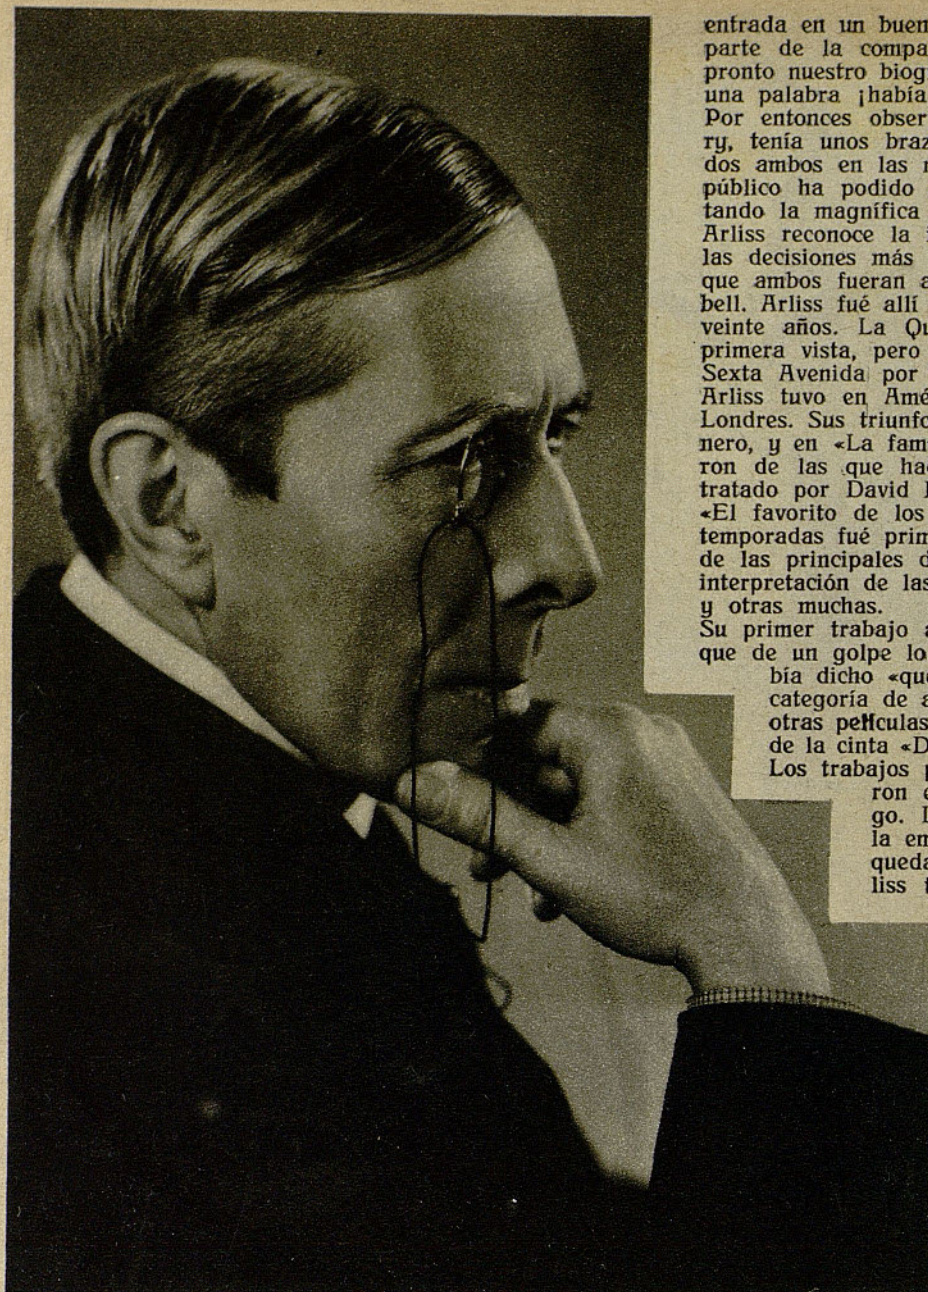 entrada en un buen
parte de la compa
pronto nuestro biog
una palabra ¡había
Por entonces obser
ry, tenía unos braz
dos ambos en las
público ha podido
tando la magnífica
Arliss reconoce la
las decisiones más
que ambos fueran a
bell. Arliss fué allí
veinte años. La Qu
primera vista, pero
Sexta Avenida por
Arliss tuvo en Amé
Londres. Sus triunfo
nero, y en «La fam
ron de las que ha
tratado por David
«El favorito de los
temporadas fué prim
de las principales d
interpretación de las
y otras muchas.
Su primer trabajo a
que de un golpe lo
bía dicho «que
categoría de a
otras películas
de la cinta «D
Los trabajos p
ron e
go. L
la em
queda
liss t